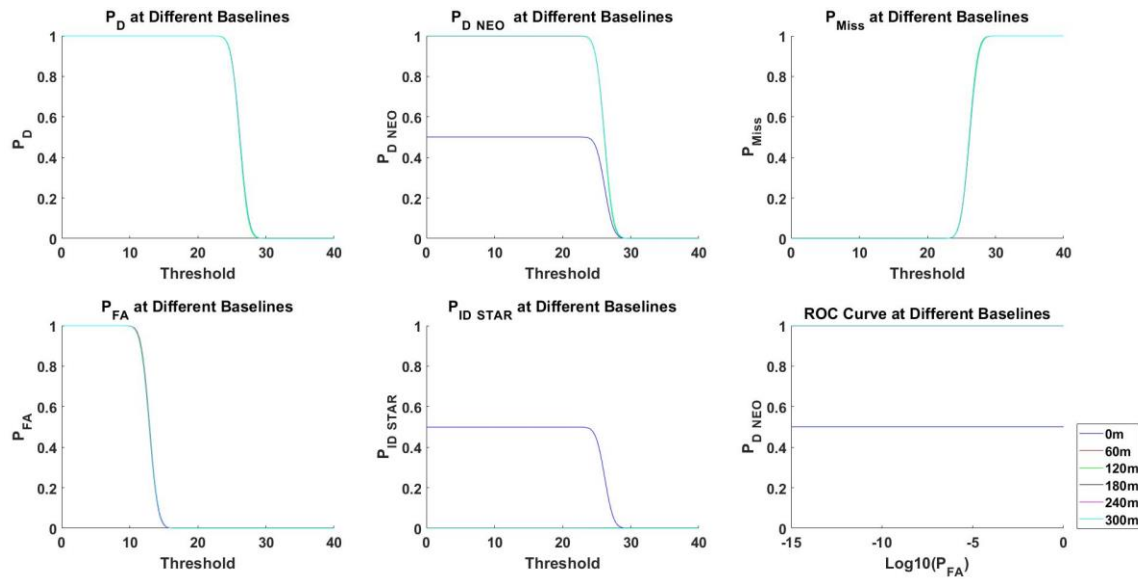 P_D at Different Baselines
P_D
1
0.8
0.6
0.4
0.2
0
0 10 20 30 40
Threshold
P_D NEO at Different Baselines
P_D NEO
1
0.8
0.6
0.4
0.2
0
0 10 20 30 40
Threshold
P_Miss at Different Baselines
P_Miss
1
0.8
0.6
0.4
0.2
0
0 10 20 30 40
Threshold
P_FA at Different Baselines
P_FA
1
0.8
0.6
0.4
0.2
0
0 10 20 30 40
Threshold
P_ID STAR at Different Baselines
P_ID STAR
1
0.8
0.6
0.4
0.2
0
0 10 20 30 40
Threshold
ROC Curve at Different Baselines
P_D NEO
1
0.8
0.6
0.4
0.2
0
-15 -10 -5 0
Log10(P_FA)
0m
60m
120m
180m
240m
300m